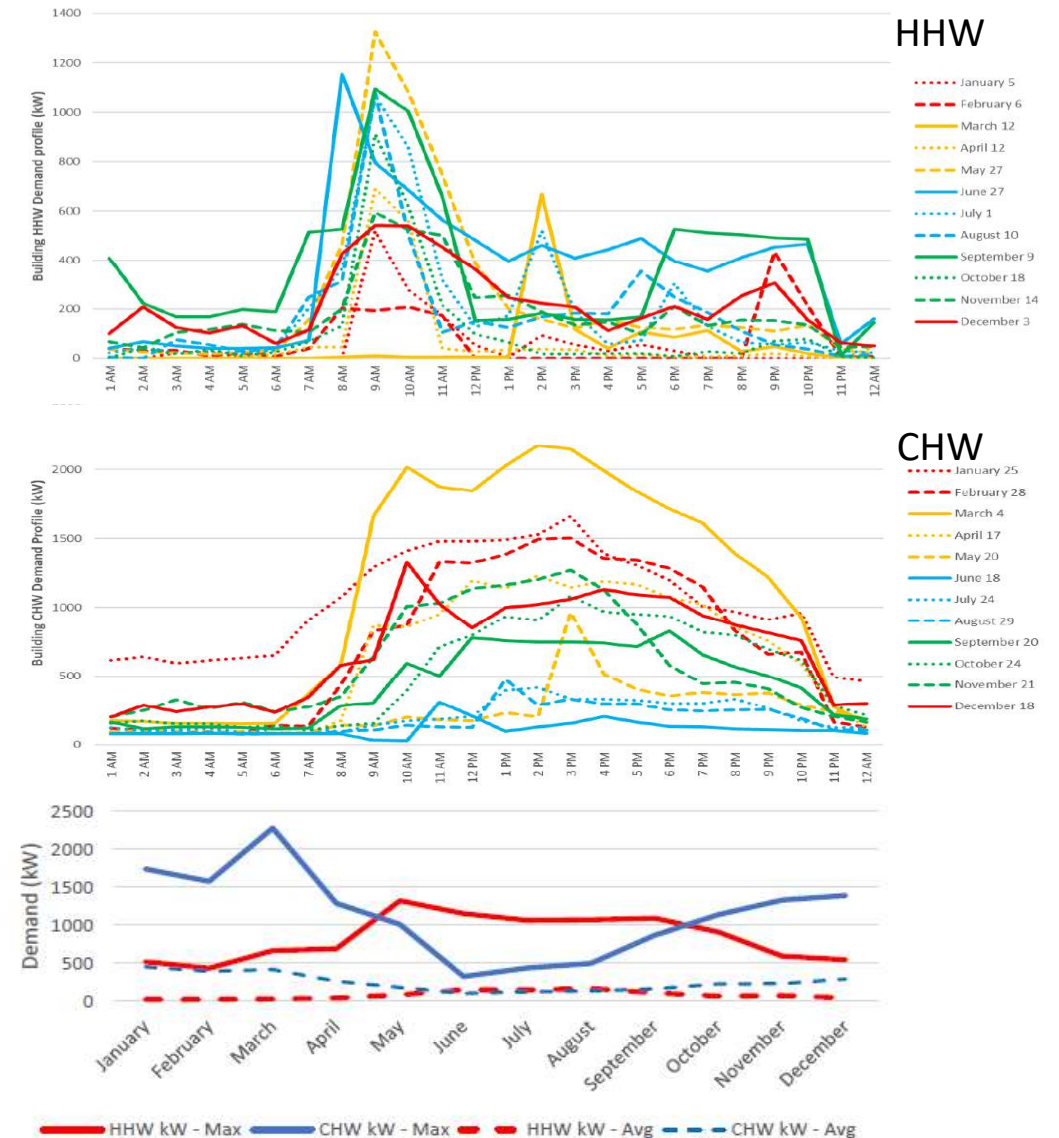 HHW
Building HHW Demand profile (kW)
1400
1200
1000
800
600
400
200
0
1 AM 2 AM 3 AM 4 AM 5 AM 6 AM 7 AM 8 AM 9 AM 10 AM 11 AM 12 PM 1 PM 2 PM 3 PM 4 PM 5 PM 6 PM 7 PM 8 PM 9 PM 10 PM 11 PM 12 AM
January 5
February 6
March 12
April 12
May 27
June 27
July 1
August 10
September 9
October 18
November 14
December 3
CHW
Building CHW Demand Profile (kW)
2000
1500
1000
500
0
1 AM 2 AM 3 AM 4 AM 5 AM 6 AM 7 AM 8 AM 9 AM 10 AM 11 AM 12 PM 1 PM 2 PM 3 PM 4 PM 5 PM 6 PM 7 PM 8 PM 9 PM 10 PM 11 PM 12 AM
January 25
February 28
March 4
April 17
May 20
June 18
July 24
August 29
September 20
October 24
November 21
December 18
Demand (kW)
2500
2000
1500
1000
500
0
January February March April May June July August September October November December
HHW kW - Max CHW kW - Max HHW kW - Avg CHW kW - Avg